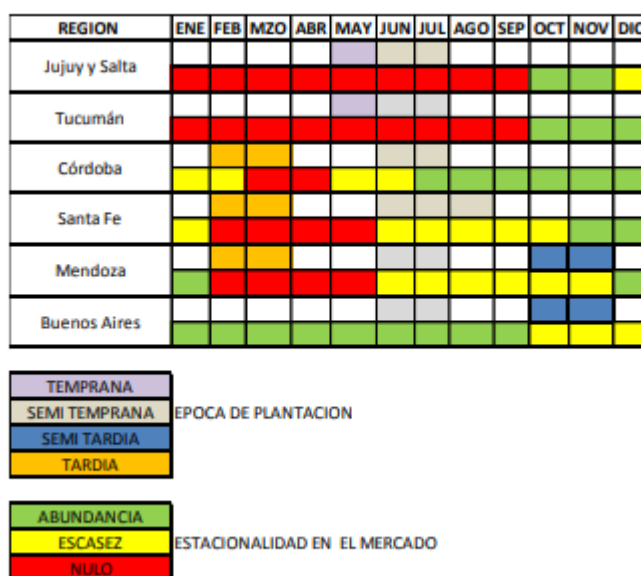 REGION ENE FEB MZO ABR MAY JUN JUL AGO SEP OCT NOV DIC
Jujuy y Salta
Tucumán
Córdoba
Santa Fe
Mendoza
Buenos Aires
TEMPRANA
SEMI TEMPRANA EPOCA DE PLANTACION
SEMI TARDIA
TARDIA
ABUNDANCIA
ESCASEZ ESTACIONALIDAD EN EL MERCADO
NULO